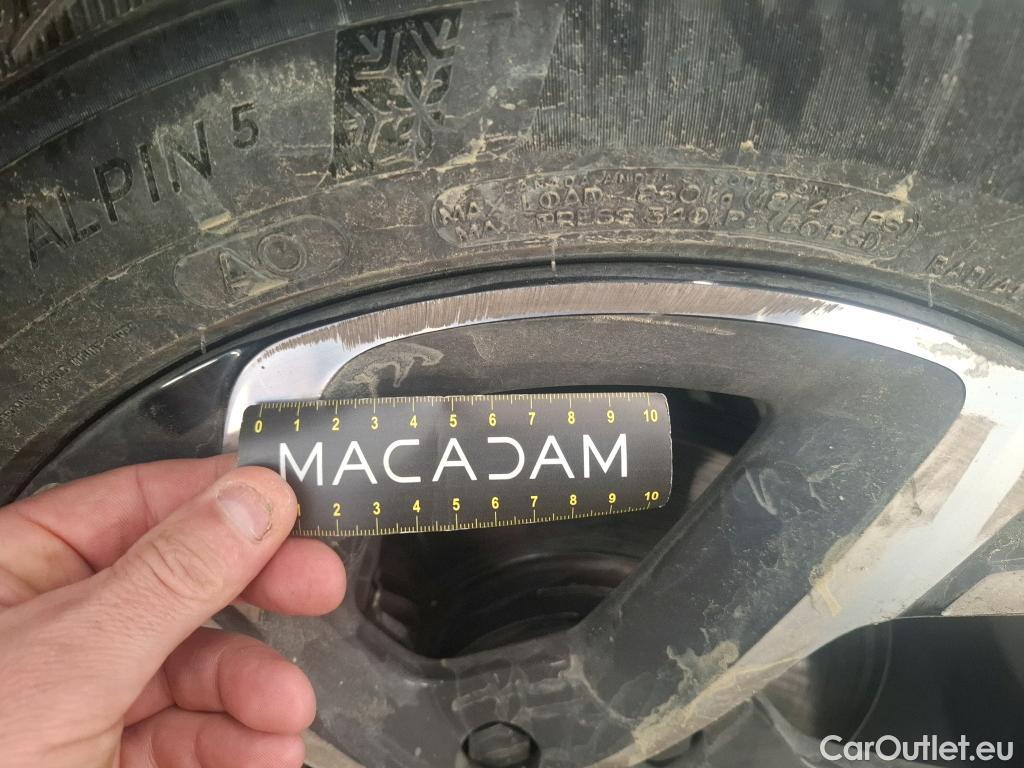 ALPIN 5
AO
MAX. LOAD
MAX. PRESS 340
RADIAL
0 1 2 3 4 5 6 7 8 9 10
MACADAM
1 2 3 4 5 6 7 8 9 10
CarOutlet.eu